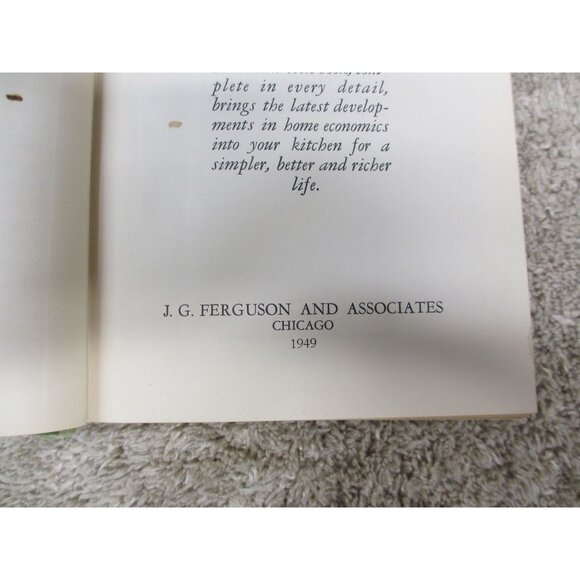 plete in every detail,
brings the latest develop-
ments in home economics
into your kitchen for a
simpler, better and richer
life.
J. G. FERGUSON AND ASSOCIATES
CHICAGO
1949